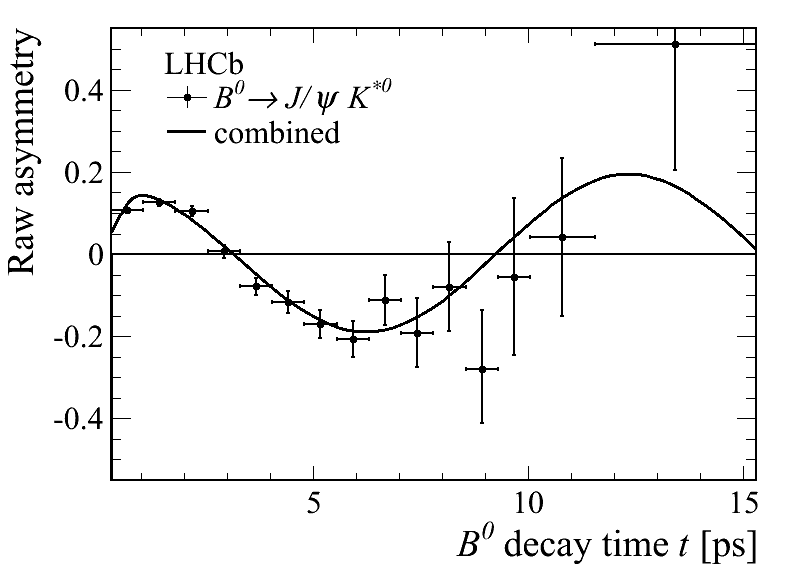 Raw asymmetry
LHCb
B⁰ → J/ψ K*⁰
combined
0.4
0.2
0
-0.2
-0.4
5 10 15
B⁰ decay time t [ps]